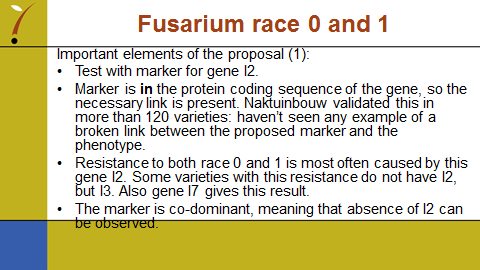 Fusarium race 0 and 1
Important elements of the proposal (1):
• Test with marker for gene I2.
• Marker is in the protein coding sequence of the gene, so the
necessary link is present. Naktuinbouw validated this in
more than 120 varieties: haven't seen any example of a
broken link between the proposed marker and the
phenotype.
• Resistance to both race 0 and 1 is most often caused by this
gene I2. Some varieties with this resistance do not have I2,
but I3. Also gene I7 gives this result.
• The marker is co-dominant, meaning that absence of I2 can
be observed.